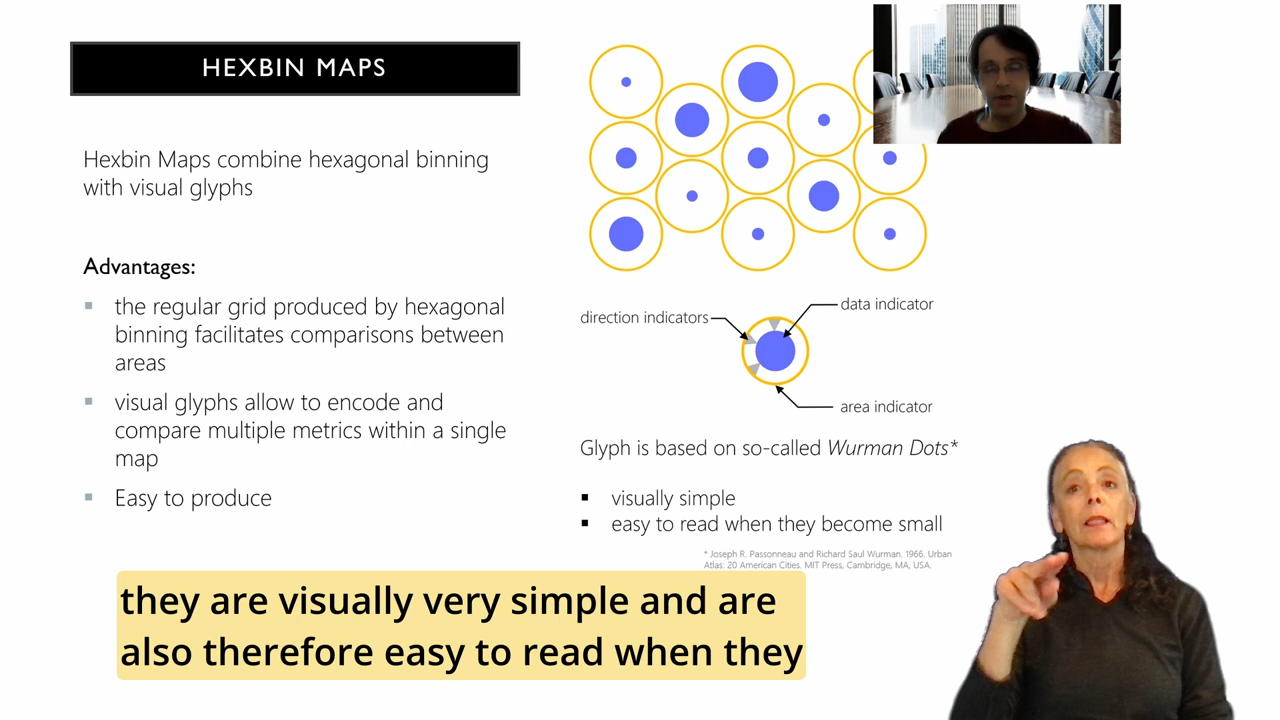 HEXBIN MAPS
Hexbin Maps combine hexagonal binning
with visual glyphs
Advantages:
▪ the regular grid produced by hexagonal
binning facilitates comparisons between
areas
▪ visual glyphs allow to encode and
compare multiple metrics within a single
map
▪ Easy to produce
direction indicators
data indicator
area indicator
Glyph is based on so-called Wurman Dots*
▪ visually simple
▪ easy to read when they become small
* Joseph R. Passonneau and Richard Saul Wurman. 1966. Urban
Atlas: 20 American Cities. MIT Press, Cambridge, MA, USA.
they are visually very simple and are
also therefore easy to read when they